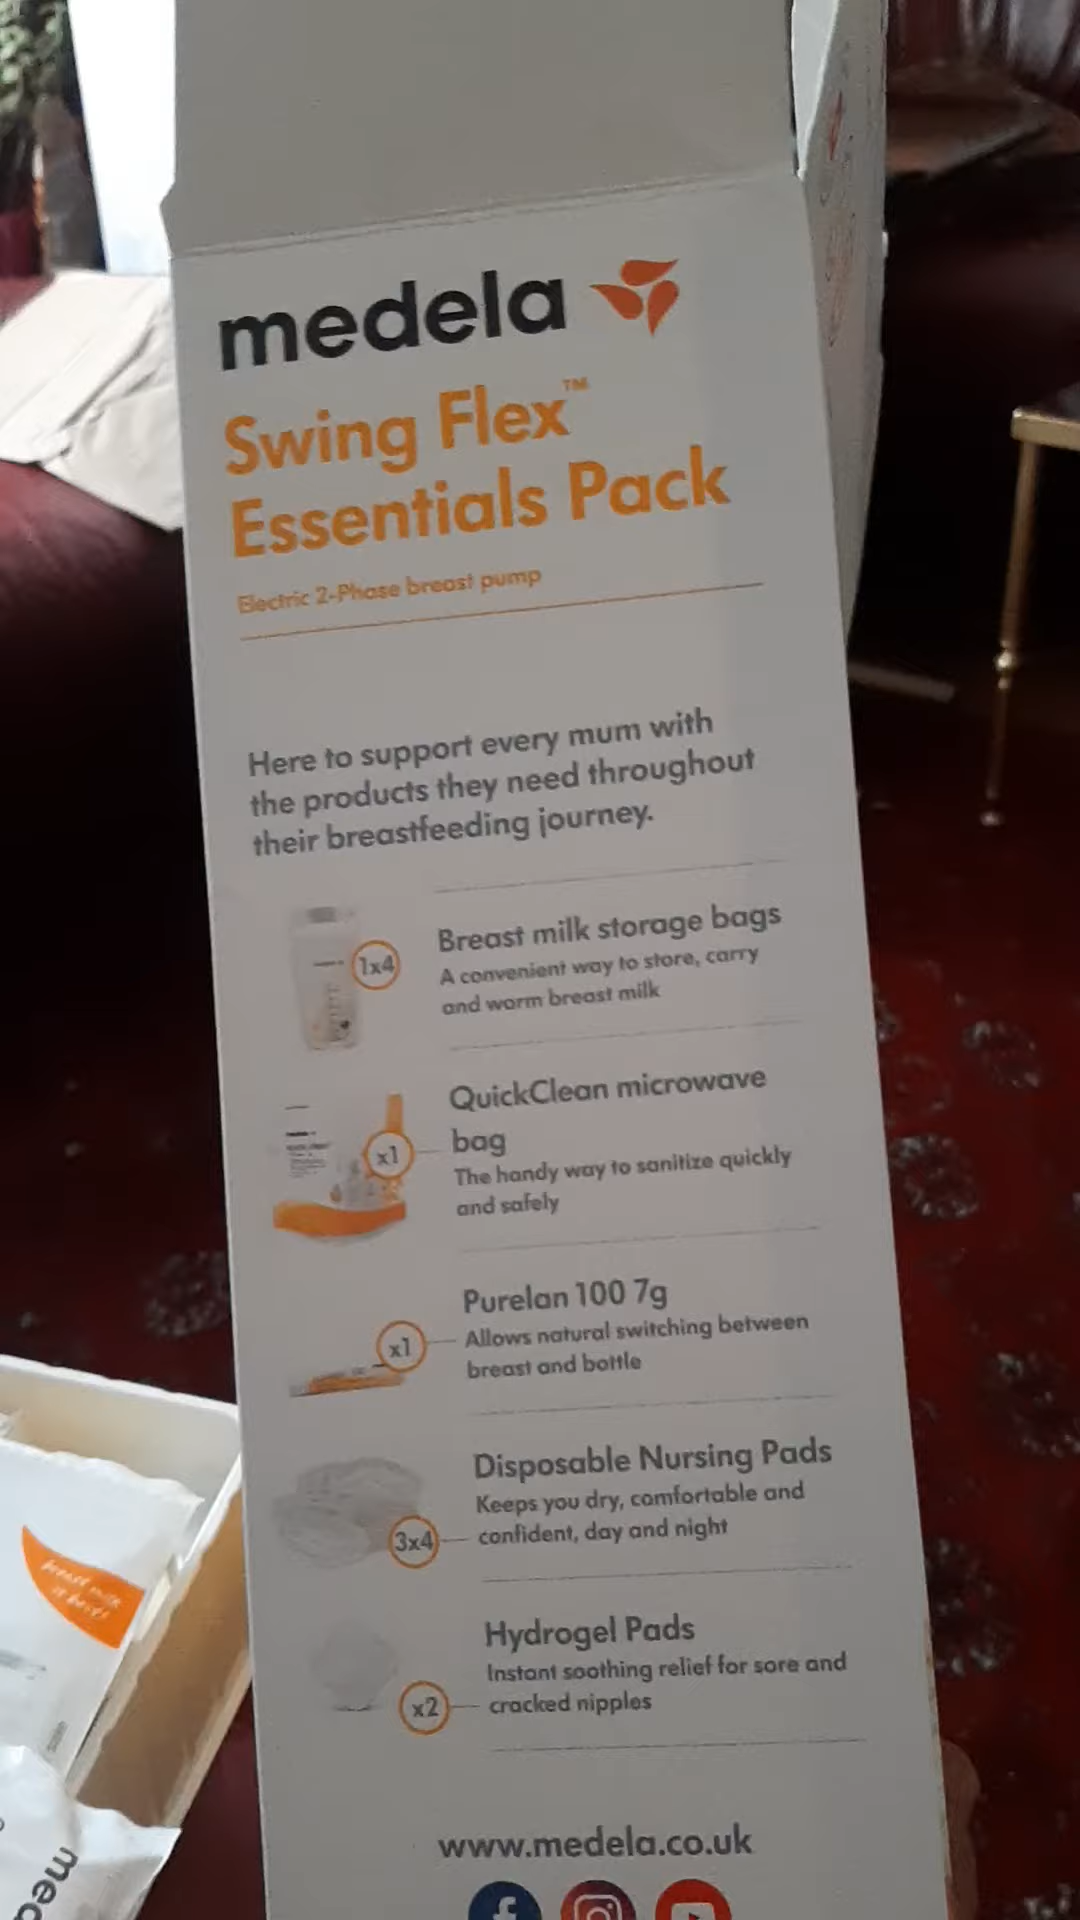 medela
Swing Flex™
Essentials Pack
Electric 2-Phase breast pump
Here to support every mum with
the products they need throughout
their breastfeeding journey.
1x4
Breast milk storage bags
A convenient way to store, carry
and warm breast milk
QuickClean microwave
bag
x1
The handy way to sanitize quickly
and safely
Purelan 100 7g
x1
Allows natural switching between
breast and bottle
Disposable Nursing Pads
Keeps you dry, comfortable and
3x4
confident, day and night
Hydrogel Pads
Instant soothing relief for sore and
x2
cracked nipples
www.medela.co.uk
breast milk
med